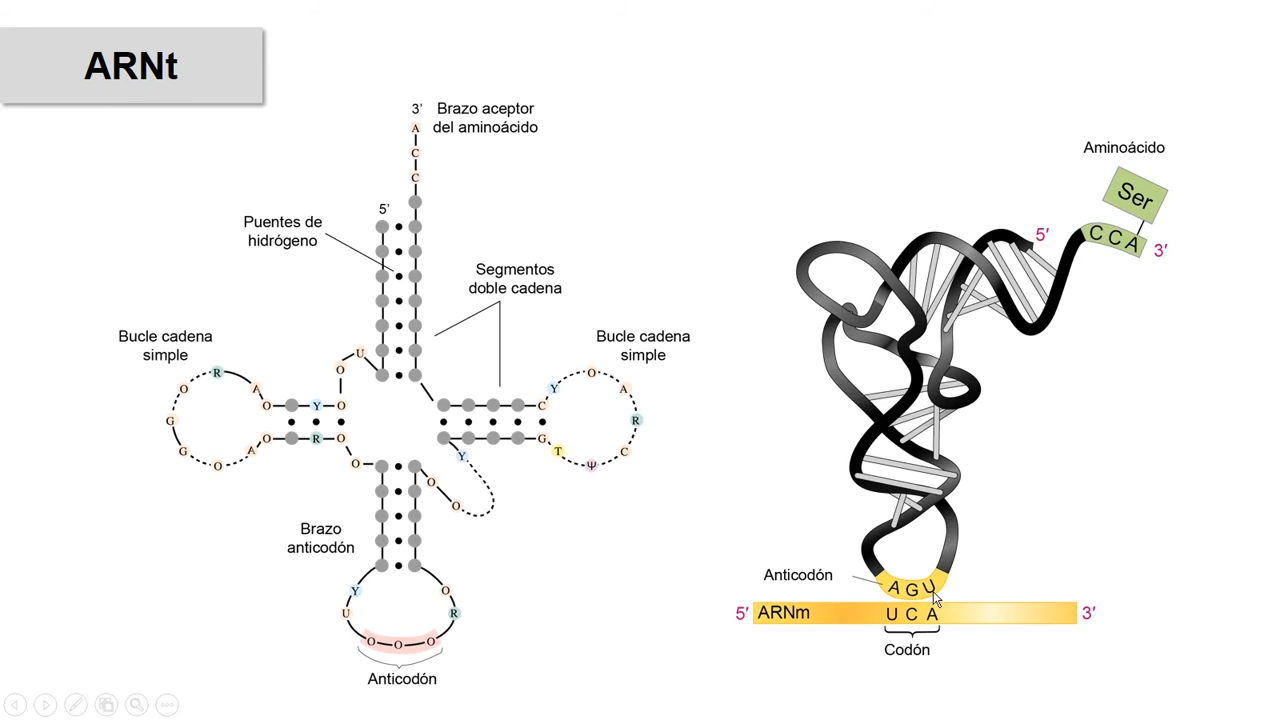 ARNt
3’
Brazo aceptor
del aminoácido
A
C
C
5’
Puentes de
hidrógeno
Segmentos
doble cadena
Bucle cadena
simple
R
A
O
O
G
G
O
A
O
Y
O
O
U
R
O
O
Bucle cadena
simple
C
Y
O
A
R
C
Ψ
T
G
Y
O
O
Brazo
anticodón
Y
U
O
O
O
R
O
Anticodón
Aminoácido
Ser
C C A
5′
3′
Anticodón
A G U
5′
ARNm
U C A
3′
Codón